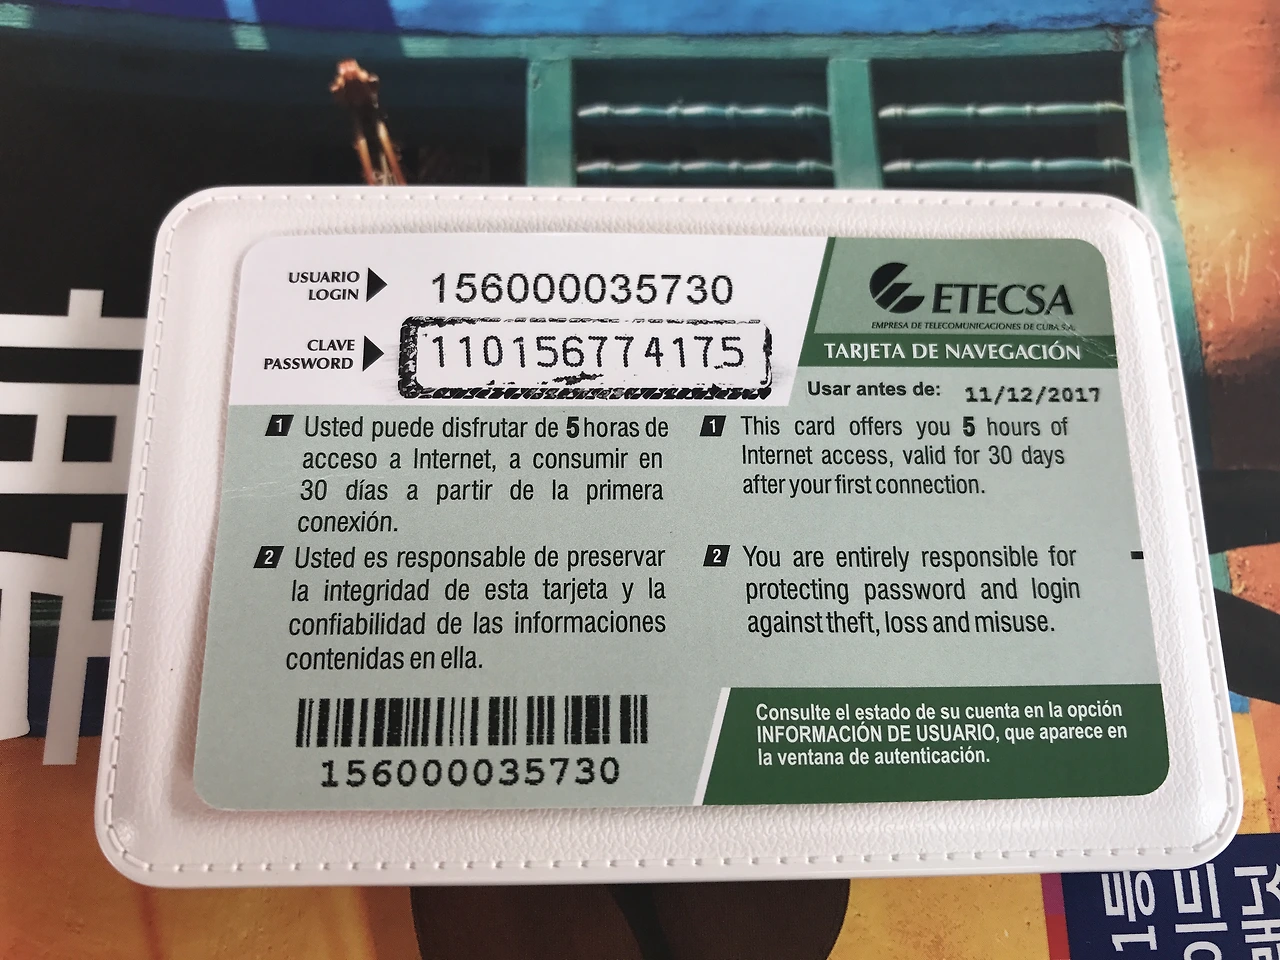 USUARIO
LOGIN
156000035730
CLAVE
PASSWORD
110156774175
ETECSA
EMPRESA DE TELECOMUNICACIONES DE CUBA S.A.
TARJETA DE NAVEGACIÓN
Usar antes de: 11/12/2017
1 Usted puede disfrutar de 5 horas de
acceso a Internet, a consumir en
30 días a partir de la primera
conexión.
2 Usted es responsable de preservar
la integridad de esta tarjeta y la
confiabilidad de las informaciones
contenidas en ella.
1 This card offers you 5 hours of
Internet access, valid for 30 days
after your first connection.
2 You are entirely responsible for
protecting password and login
against theft, loss and misuse.
156000035730
Consulte el estado de su cuenta en la opción
INFORMACIÓN DE USUARIO, que aparece en
la ventana de autenticación.